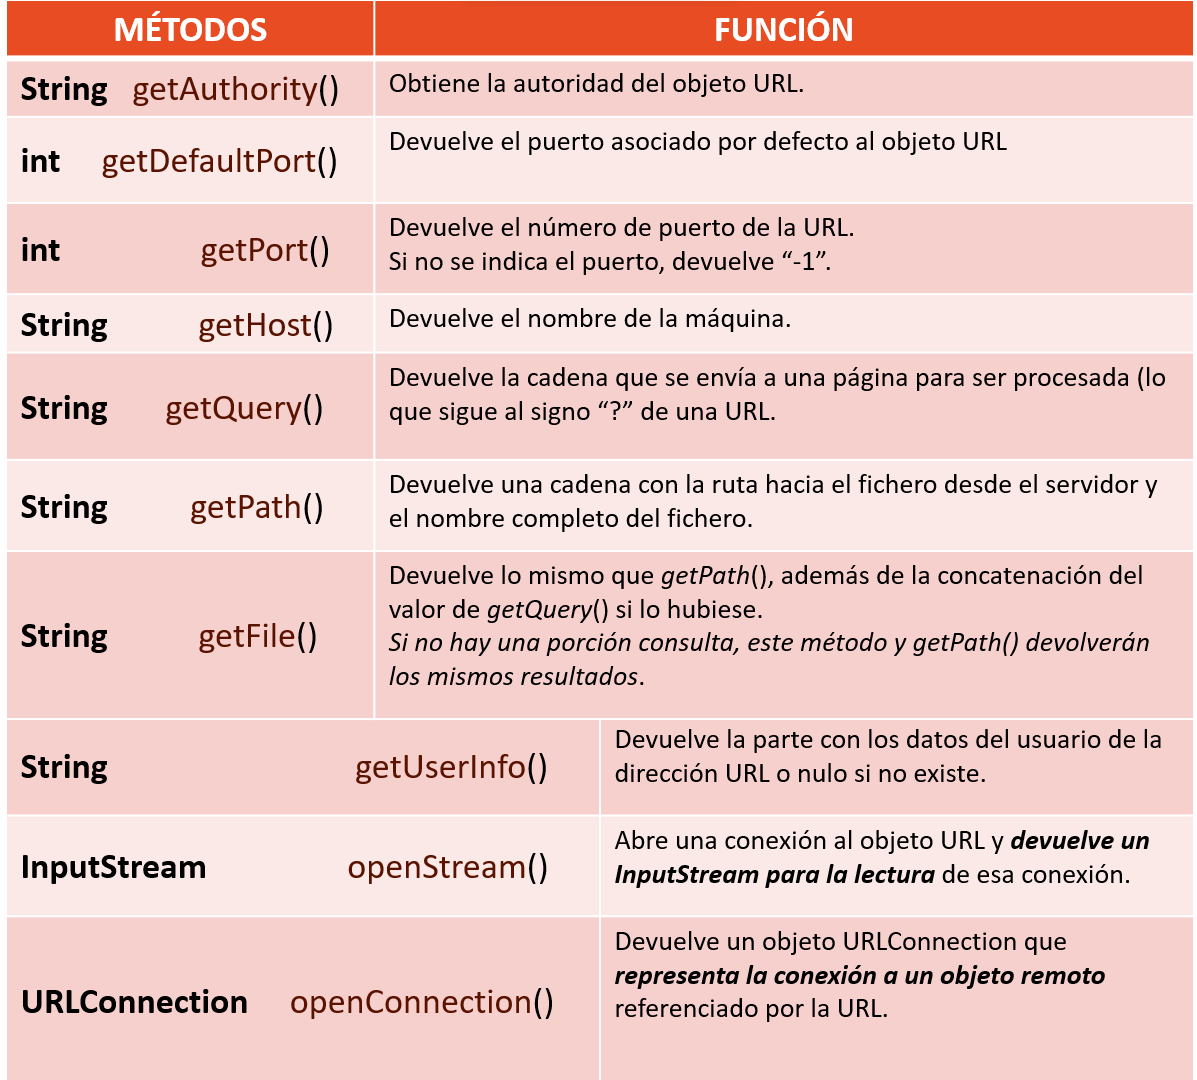 MÉTODOS FUNCIÓN
String getAuthority() Obtiene la autoridad del objeto URL.
int getDefaultPort() Devuelve el puerto asociado por defecto al objeto URL
int getPort() Devuelve el número de puerto de la URL.
Si no se indica el puerto, devuelve “-1”.
String getHost() Devuelve el nombre de la máquina.
String getQuery() Devuelve la cadena que se envía a una página para ser procesada (lo
que sigue al signo “?” de una URL.
String getPath() Devuelve una cadena con la ruta hacia el fichero desde el servidor y
el nombre completo del fichero.
String getFile() Devuelve lo mismo que getPath(), además de la concatenación del
valor de getQuery() si lo hubiese.
Si no hay una porción consulta, este método y getPath() devolverán
los mismos resultados.
String getUserInfo() Devuelve la parte con los datos del usuario de la
dirección URL o nulo si no existe.
InputStream openStream() Abre una conexión al objeto URL y devuelve un
InputStream para la lectura de esa conexión.
URLConnection openConnection() Devuelve un objeto URLConnection que
representa la conexión a un objeto remoto
referenciado por la URL.